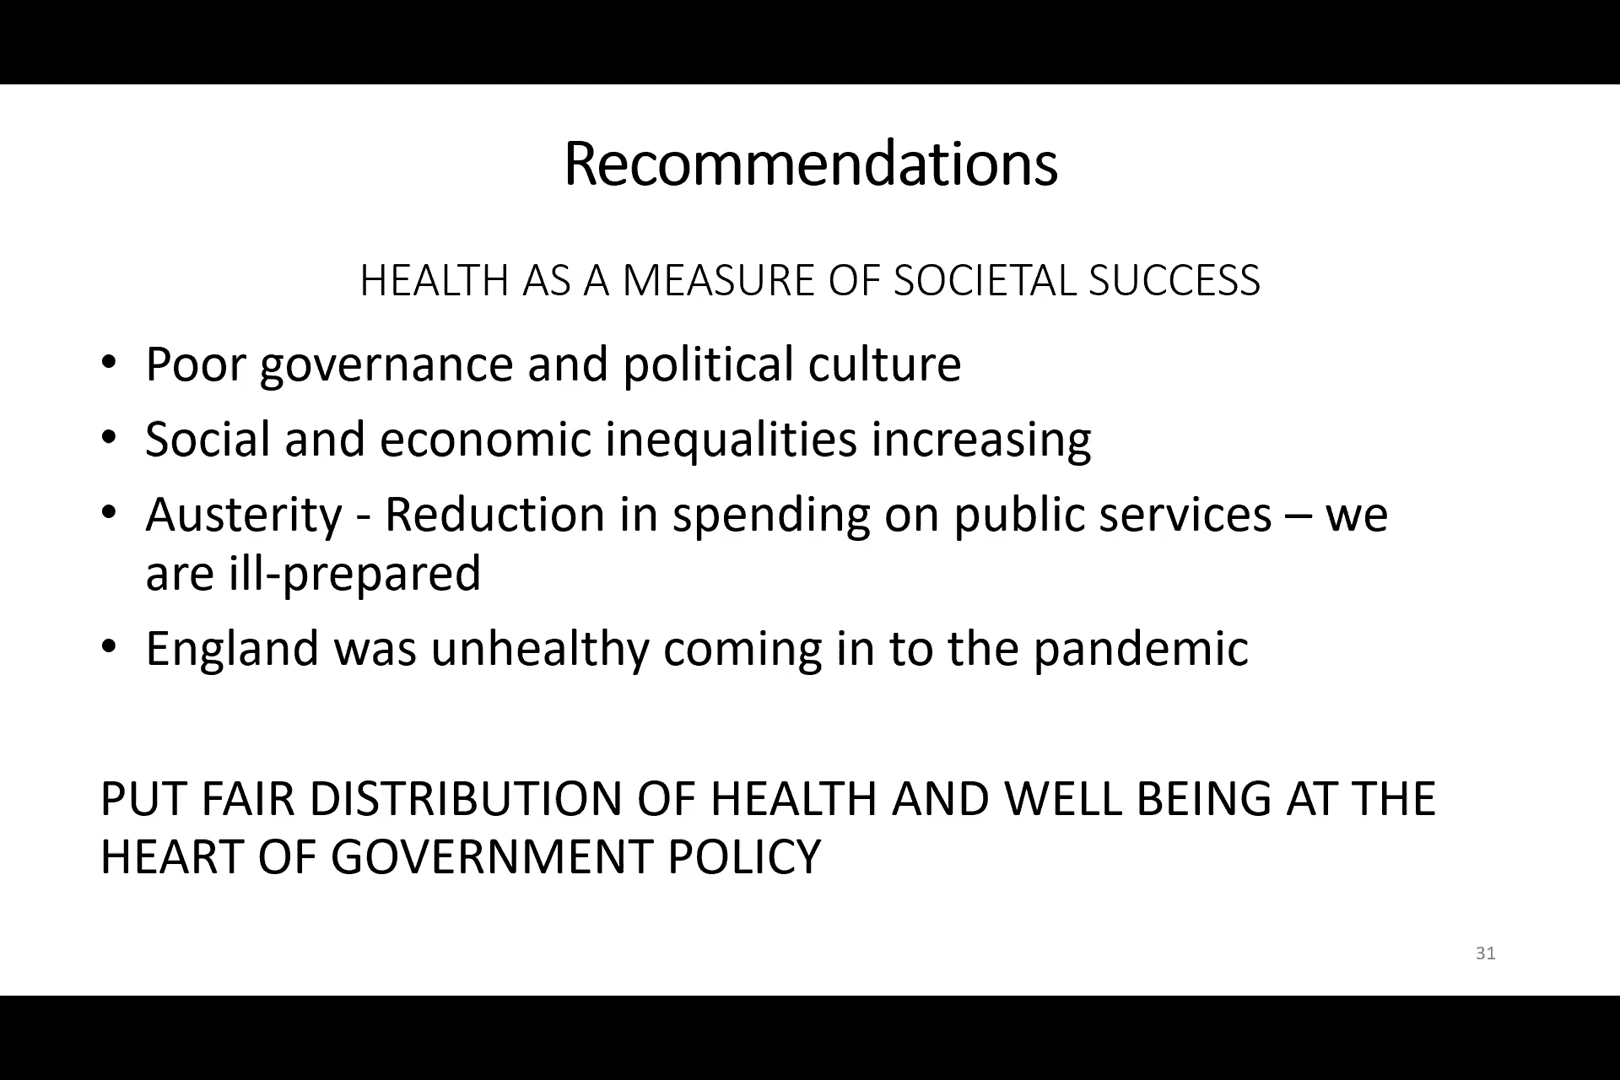 Recommendations
HEALTH AS A MEASURE OF SOCIETAL SUCCESS
• Poor governance and political culture
• Social and economic inequalities increasing
• Austerity - Reduction in spending on public services – we
are ill-prepared
• England was unhealthy coming in to the pandemic
PUT FAIR DISTRIBUTION OF HEALTH AND WELL BEING AT THE
HEART OF GOVERNMENT POLICY
31